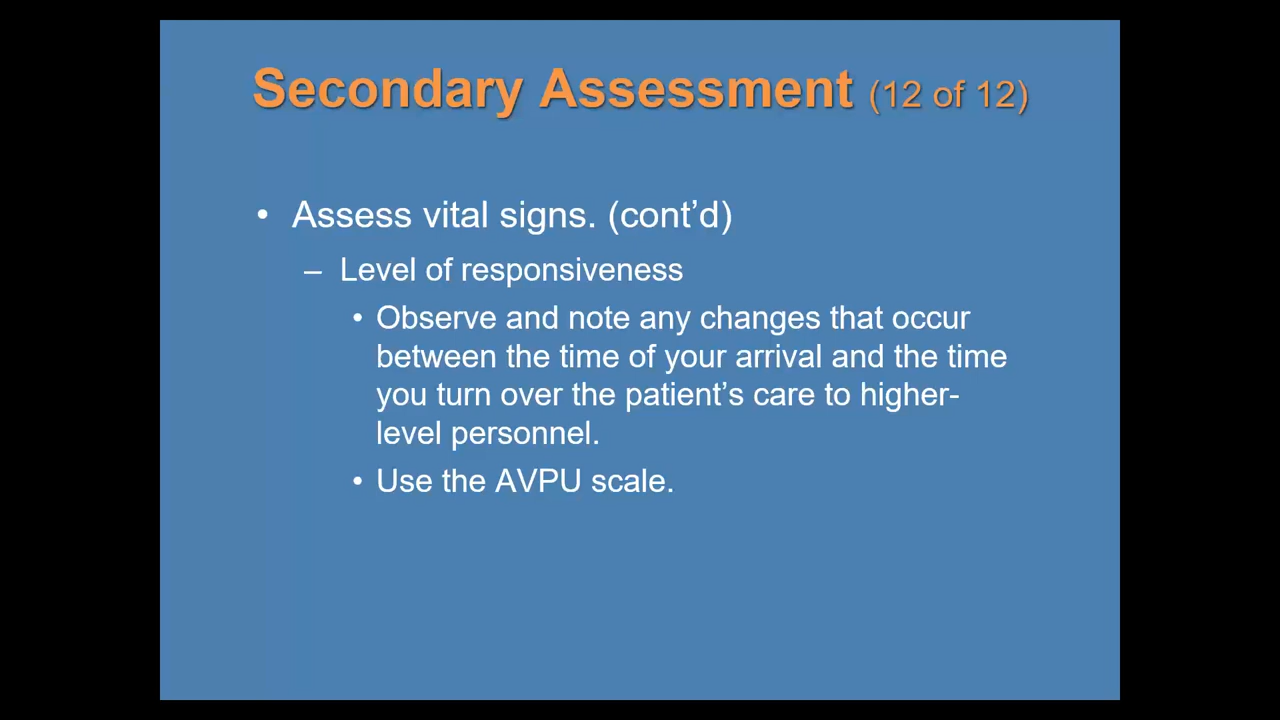 Secondary Assessment (12 of 12)
• Assess vital signs. (cont’d)
– Level of responsiveness
• Observe and note any changes that occur
between the time of your arrival and the time
you turn over the patient’s care to higher-
level personnel.
• Use the AVPU scale.